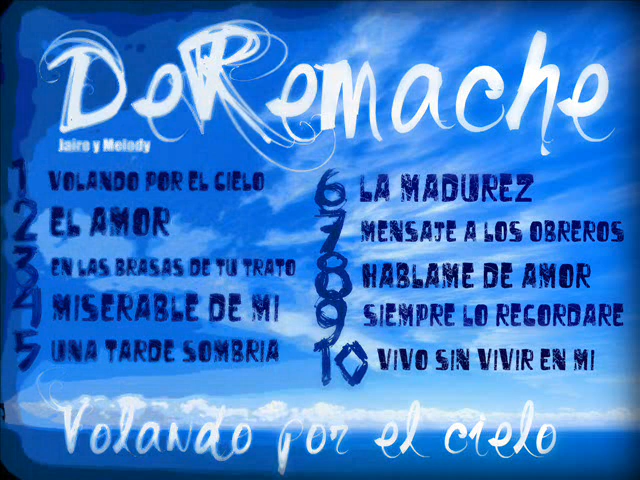 DeRemache
Jairo y Melody
1 VOLANDO POR EL CIELO
2 EL AMOR
3 EN LAS BRASAS DE TU TRATO
4 MISERABLE DE MI
5 UNA TARDE SOMBRIA
6 LA MADUREZ
7 MENSAJE A LOS OBREROS
8 HABLAME DE AMOR
9 SIEMPRE LO RECORDARE
10 VIVO SIN VIVIR EN MI
Volando por el cielo